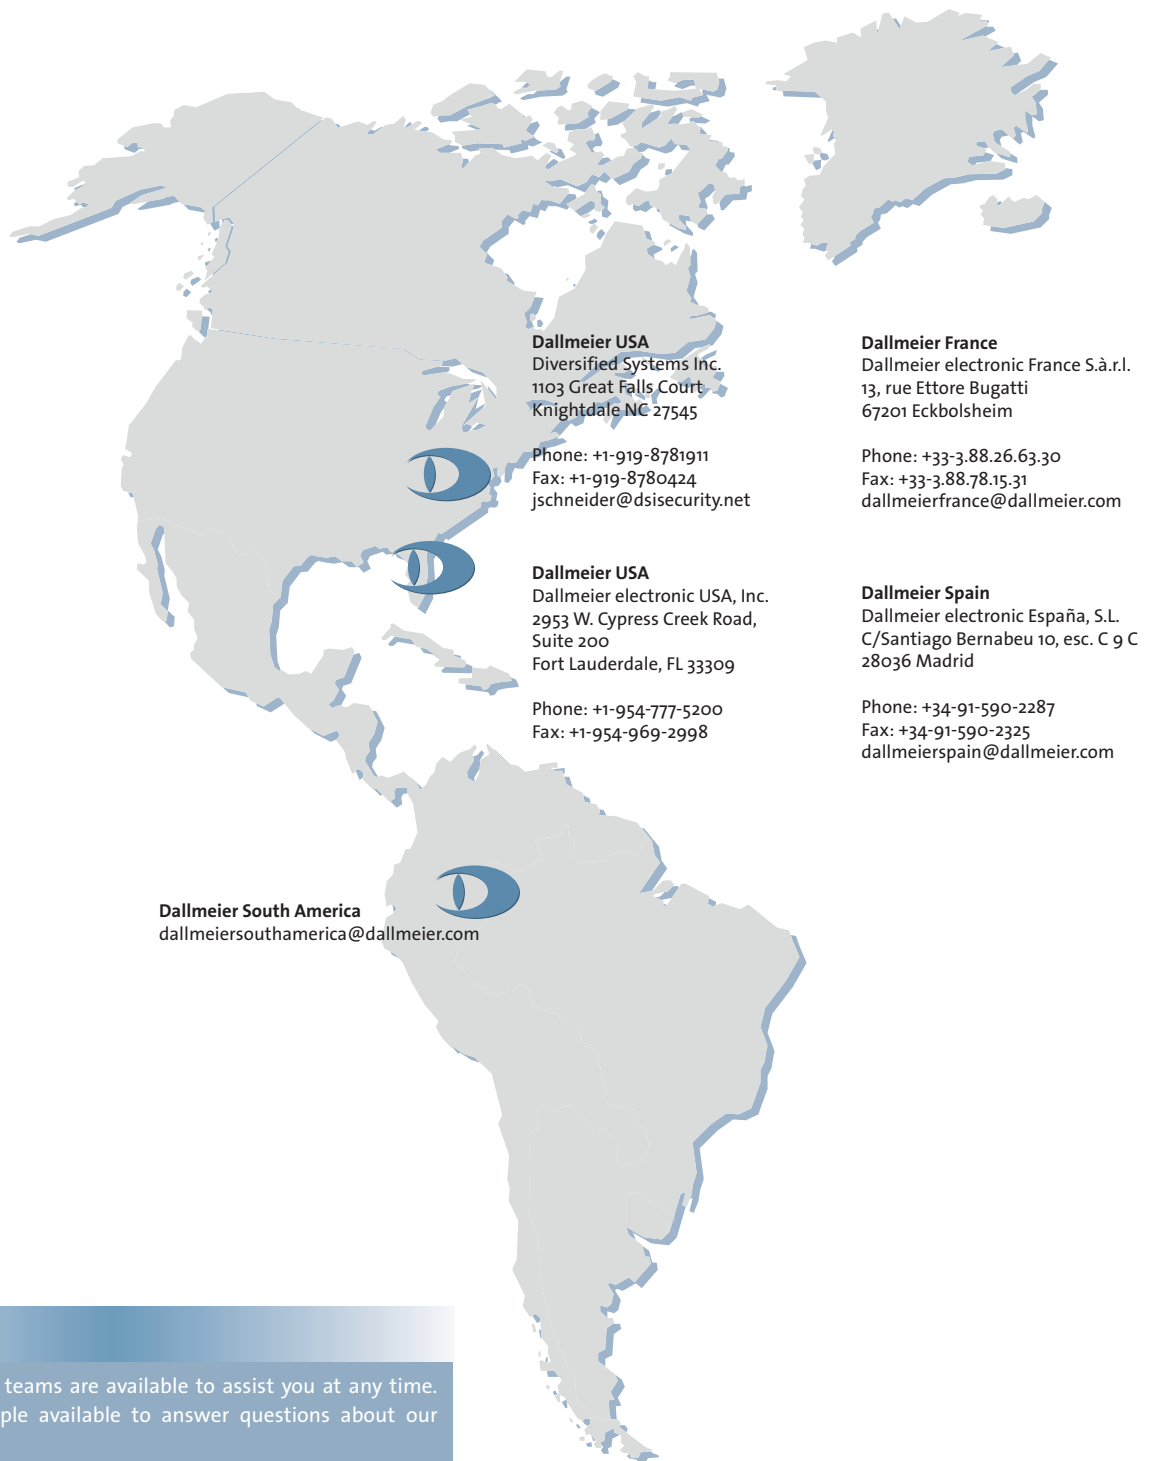 Dallmeier USA
Diversified Systems Inc.
1103 Great Falls Court
Knightdale NC 27545
Phone: +1-919-8781911
Fax: +1-919-8780424
jschneider@dsisecurity.net
Dallmeier USA
Dallmeier electronic USA, Inc.
2953 W. Cypress Creek Road,
Suite 200
Fort Lauderdale, FL 33309
Phone: +1-954-777-5200
Fax: +1-954-969-2998
Dallmeier France
Dallmeier electronic France S.à.r.l.
13, rue Ettore Bugatti
67201 Eckbolsheim
Phone: +33-3.88.26.63.30
Fax: +33-3.88.78.15.31
dallmeierfrance@dallmeier.com
Dallmeier Spain
Dallmeier electronic España, S.L.
C/Santiago Bernabeu 10, esc. C 9 C
28036 Madrid
Phone: +34-91-590-2287
Fax: +34-91-590-2325
dallmeierspain@dallmeier.com
Dallmeier South America
dallmeiersouthamerica@dallmeier.com
teams are available to assist you at any time.
ple available to answer questions about our